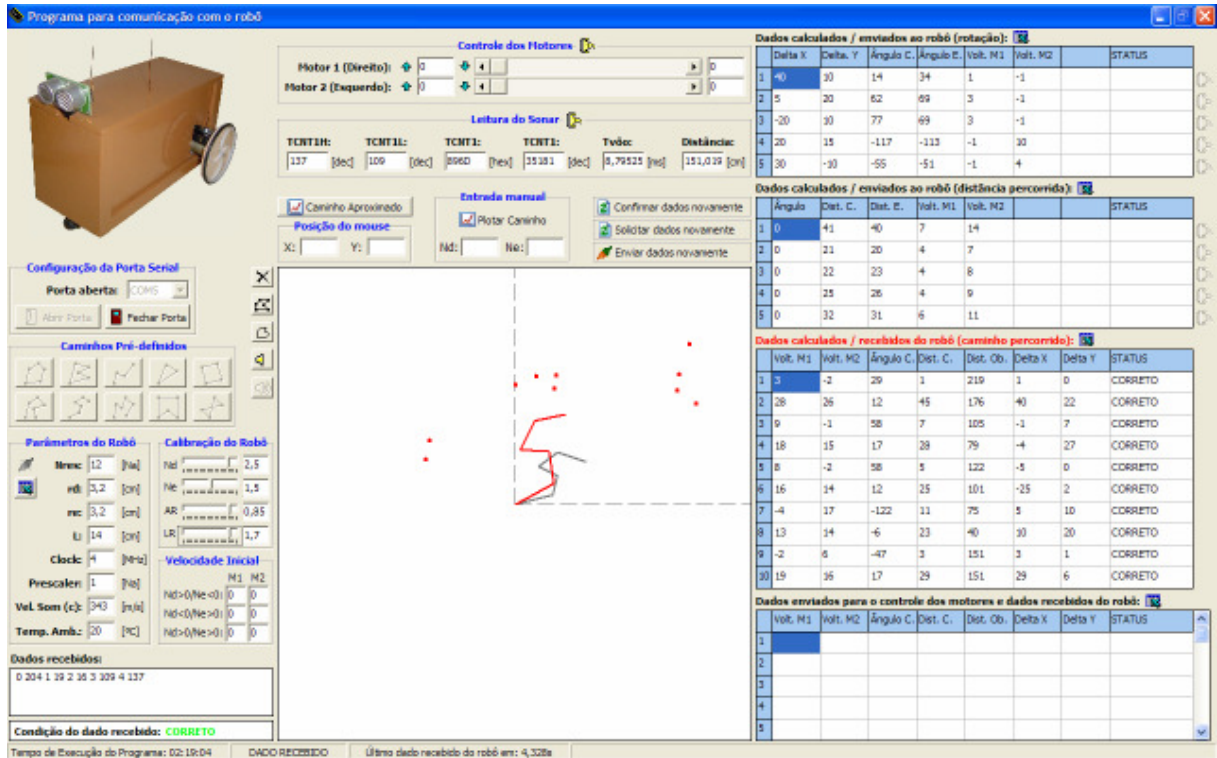 Programa para comunicação com o robô
Controle dos Motores
Motor 1 (Direito): 0 0
Motor 2 (Esquerdo): 0 0
Leitura do Sonar
TCNT1H: TCNT1L: TCNT1: TCNT1: Tvôo: Distância:
137 [dec] 109 [dec] 896D [hex] 35181 [dec] 8,79525 [ms] 151,019 [cm]
Caminho Aproximado
Posição do mouse
X: Y:
Entrada manual
Plotar Caminho
Nd: Ne:
Confirmar dados novamente
Solicitar dados novamente
Enviar dados novamente
Configuração da Porta Serial
Porta aberta: COM5
Abrir Porta Fechar Porta
Caminhos Pré-definidos
Parâmetros do Robô
Nres: 12 [Na]
rd: 3,2 [cm]
re: 3,2 [cm]
L: 14 [cm]
Clock: 4 [MHz]
Prescaler: 1 [Na]
Vel. Som (c): 343 [m/s]
Temp. Amb.: 20 [ºC]
Calibração do Robô
Nd 2,5
Ne 1,5
AR 0,85
LR 1,7
Velocidade Inicial
M1 M2
Nd>0/Ne<0: 0 0
Nd<0/Ne>0: 0 0
Nd>0/Ne>0: 0 0
Dados recebidos:
0 204 1 19 2 16 3 109 4 137
Condição do dado recebido: CORRETO
Tempo de Execução do Programa: 02:19:04 DADO RECEBIDO Último dado recebido do robô em: 4,328s
Dados calculados / enviados ao robô (rotação):
Delta X Delta. Y Ângulo C. Ângulo E. Volt. M1 Volt. M2 STATUS
1 40 10 14 34 1 -1
2 5 20 62 69 3 -1
3 -20 10 77 69 3 -1
4 20 15 -117 -113 -1 10
5 30 -10 -55 -51 -1 4
Dados calculados / enviados ao robô (distância percorrida):
Ângulo Dist. C. Dist. E. Volt. M1 Volt. M2 STATUS
1 0 41 40 7 14
2 0 21 20 4 7
3 0 22 23 4 8
4 0 25 26 4 9
5 0 32 31 6 11
Dados calculados / recebidos do robô (caminho percorrido):
Volt. M1 Volt. M2 Ângulo C. Dist. C. Dist. Ob. Delta X Delta Y STATUS
1 3 -2 29 1 219 1 0 CORRETO
2 28 26 12 45 176 40 22 CORRETO
3 9 -1 58 7 105 -1 7 CORRETO
4 18 15 17 28 79 -4 27 CORRETO
5 8 -2 58 5 122 -5 0 CORRETO
6 16 14 12 25 101 -25 2 CORRETO
7 -4 17 -122 11 75 5 10 CORRETO
8 13 14 -6 23 40 10 20 CORRETO
9 -2 6 -47 3 151 3 1 CORRETO
10 19 16 17 29 151 29 6 CORRETO
Dados enviados para o controle dos motores e dados recebidos do robô:
Volt. M1 Volt. M2 Ângulo C. Dist. C. Dist. Ob. Delta X Delta Y STATUS
1
2
3
4
5